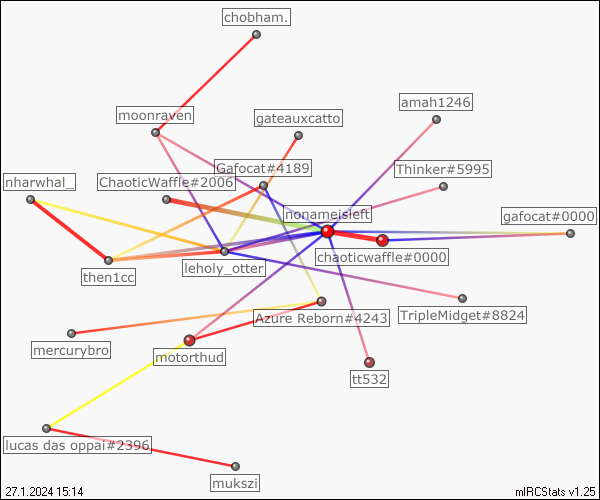 chobham.
moonraven
gateauxcatto
amah1246
Gafocat#4189
Thinker#5995
nharwhal_
ChaoticWaffle#2006
nonameisleft
gafocat#0000
chaoticwaffle#0000
leholy_otter
then1cc
Azure Reborn#4243
TripleMidget#8824
mercurybro
motorthud
tt532
lucas das oppai#2396
mukszi
27.1.2024 15:14
mIRCStats v1.25